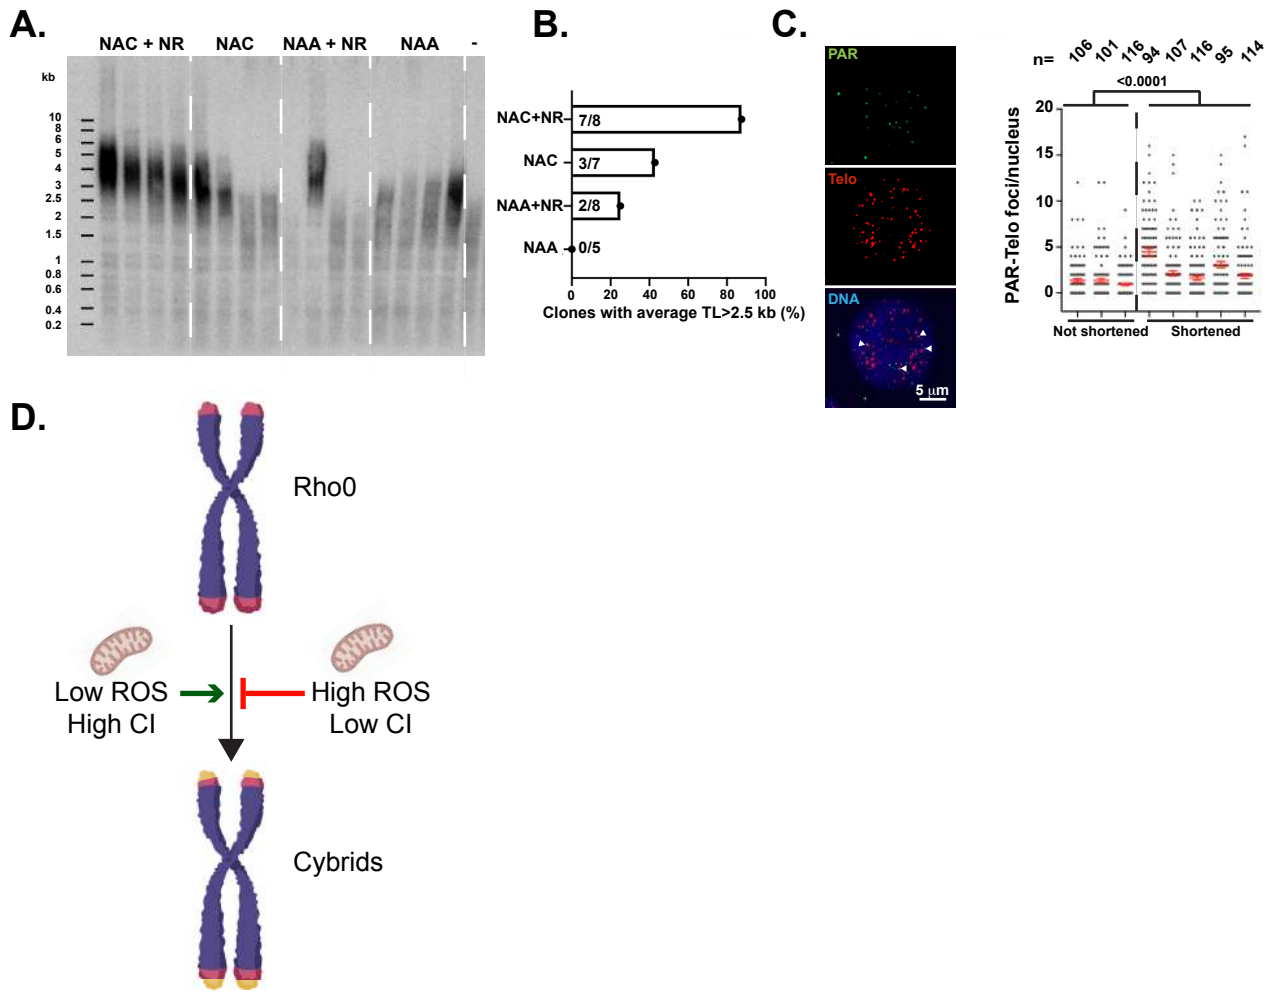 A.
NAC + NR NAC NAA + NR NAA -
kb
10
8
6
5
4
3
2.5
2
1.5
1
0.8
0.6
0.4
0.2
B.
NAC+NR 7/8
NAC 3/7
NAA+NR 2/8
NAA 0/5
0 20 40 60 80 100
Clones with average TL>2.5 kb (%)
C.
PAR
Telo
DNA
5 µm
n= 106 101 116 94 107 116 95 114
<0.0001
PAR-Telo foci/nucleus
20
15
10
5
0
Not shortened Shortened
D.
Rho0
Low ROS
High CI
High ROS
Low CI
Cybrids